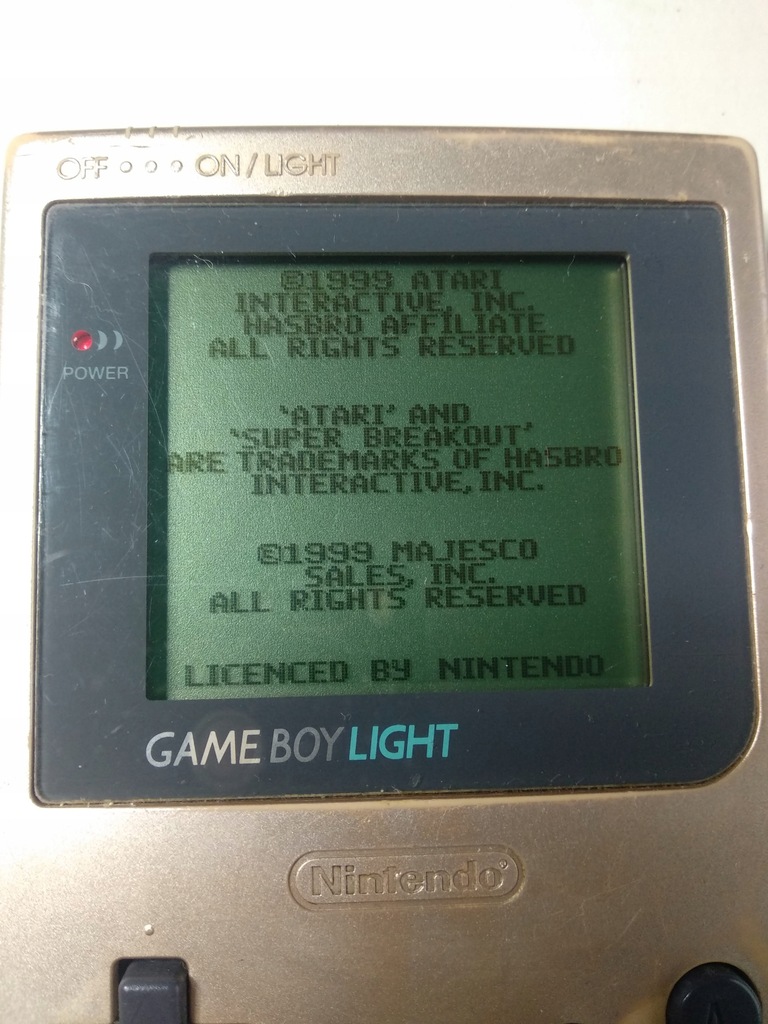 OFF ON/LIGHT
©1999 ATARI
INTERACTIVE, INC.
HASBRO AFFILIATE
ALL RIGHTS RESERVED
POWER
'ATARI' AND
'SUPER BREAKOUT'
ARE TRADEMARKS OF HASBRO
INTERACTIVE, INC.
©1999 MAJESCO
SALES, INC.
ALL RIGHTS RESERVED
LICENCED BY NINTENDO
GAME BOY LIGHT
Nintendo®
A